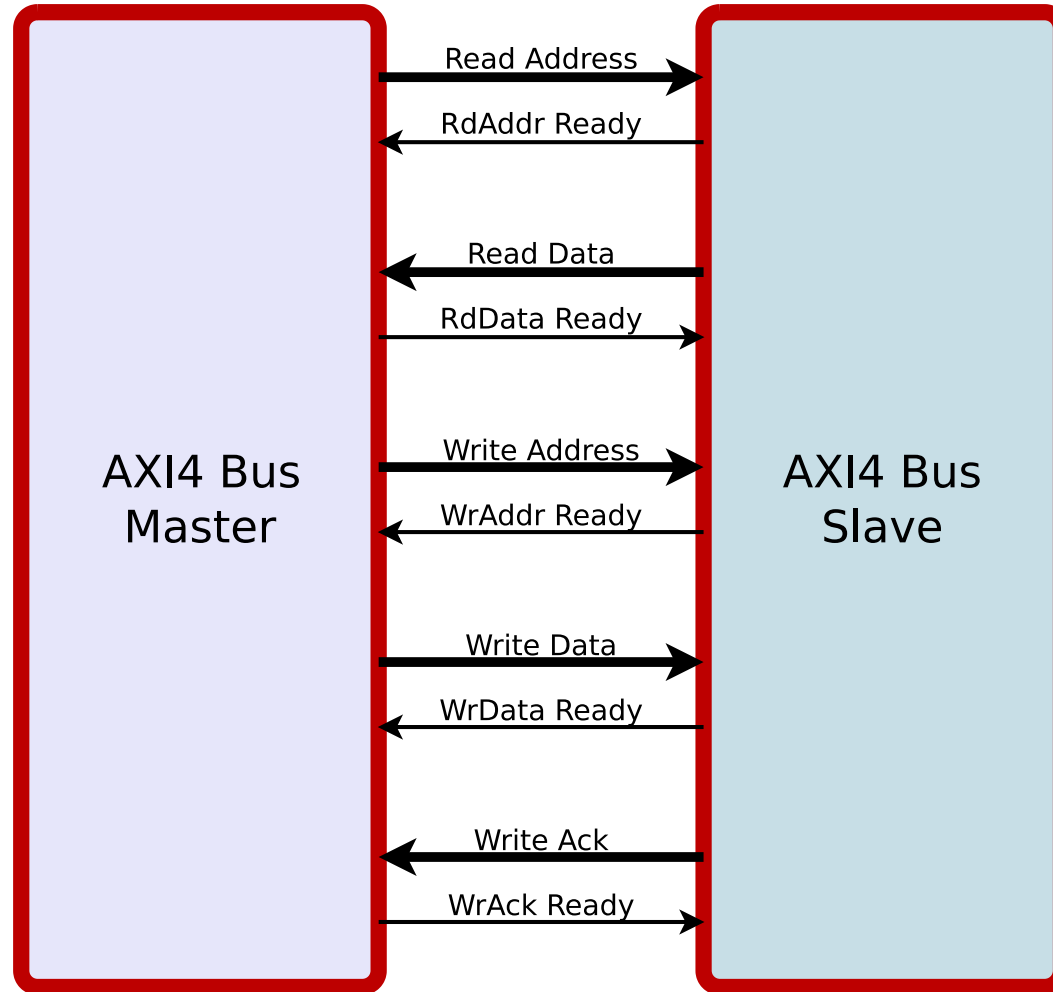 Read Address
RdAddr Ready
Read Data
RdData Ready
AXI4 Bus
Master
Write Address
WrAddr Ready
AXI4 Bus
Slave
Write Data
WrData Ready
Write Ack
WrAck Ready